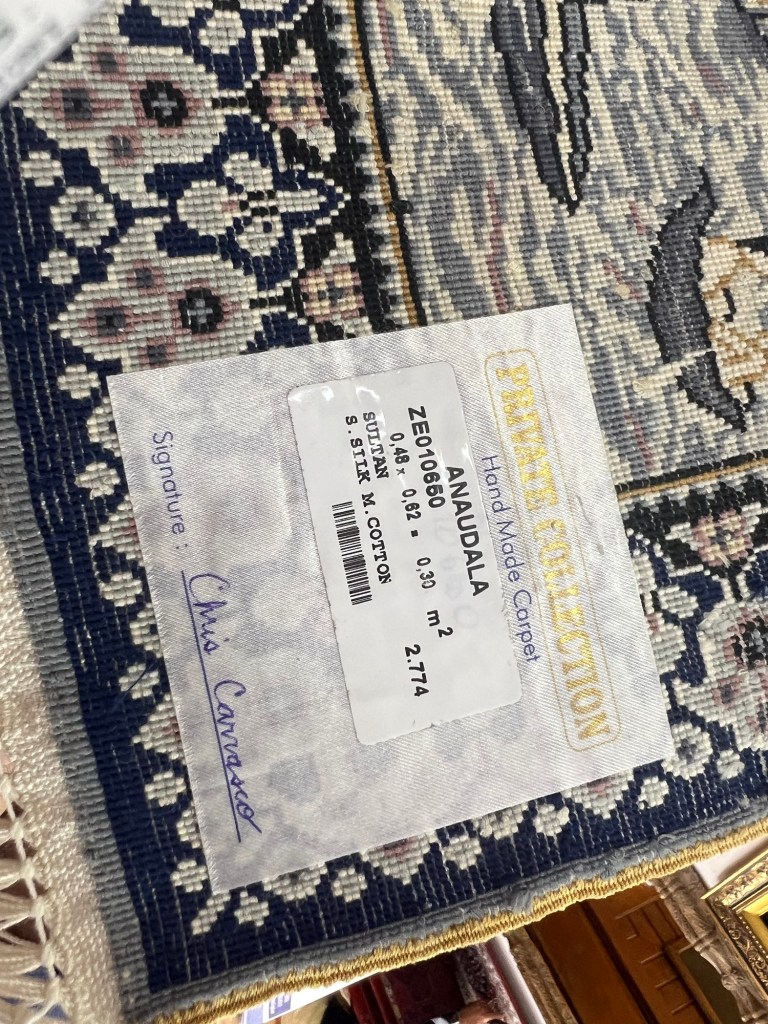 PRIVATE COLLECTION
Hand Made Carpet
ANAUDALA
ZE010650
0,48 x 0,62 = 0,30 m²
2.774
SULTAN
S.SILK M.COTTON
Signature : Chris Carrasco